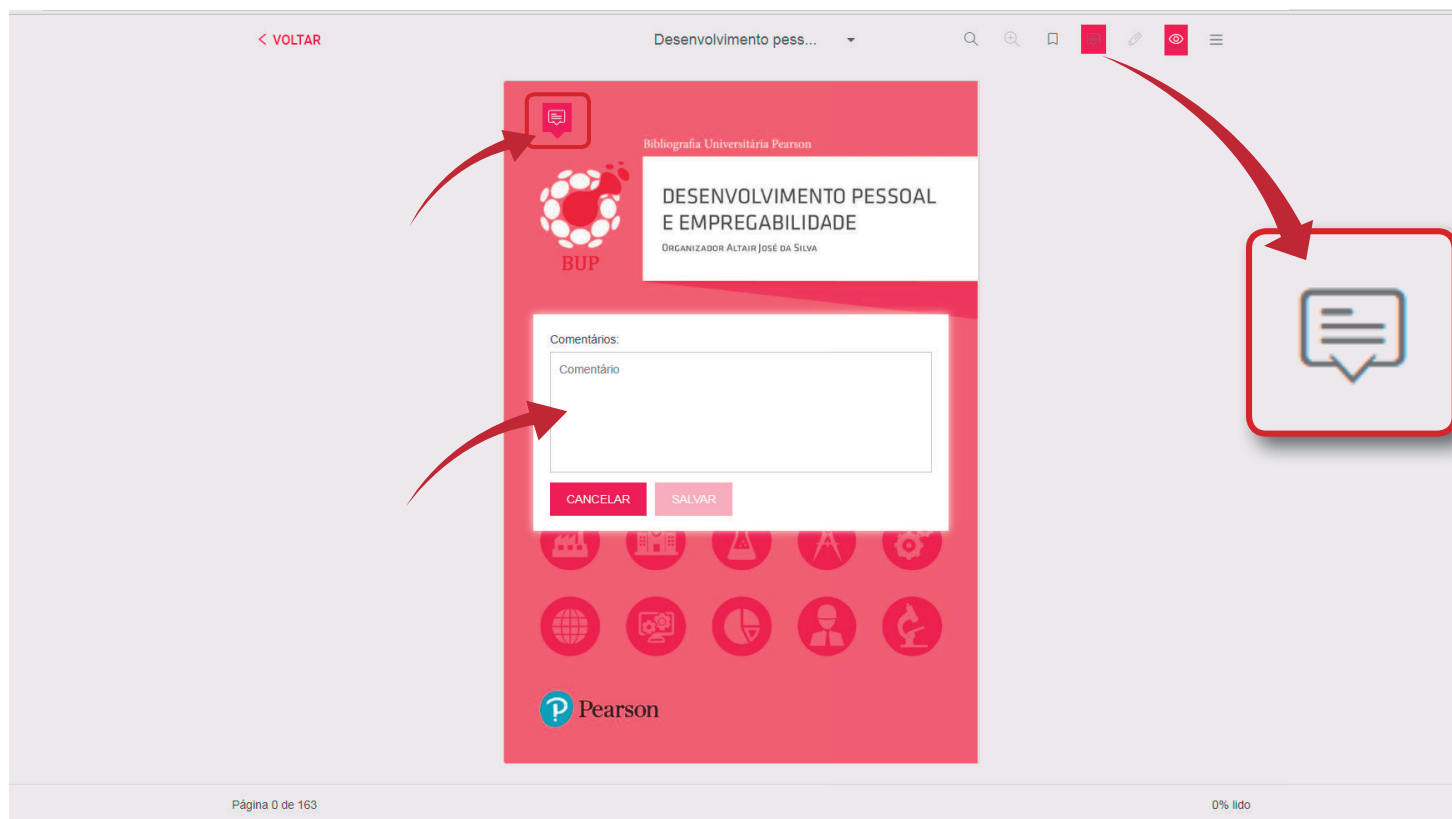 < VOLTAR
Desenvolvimento pess...
Bibliografia Universitária Pearson
DESENVOLVIMENTO PESSOAL
E EMPREGABILIDADE
ORGANIZADOR ALTAIR JOSÉ DA SILVA
BUP
Comentários:
Comentário
CANCELAR
SALVAR
Pearson
Página 0 de 163
0% lido